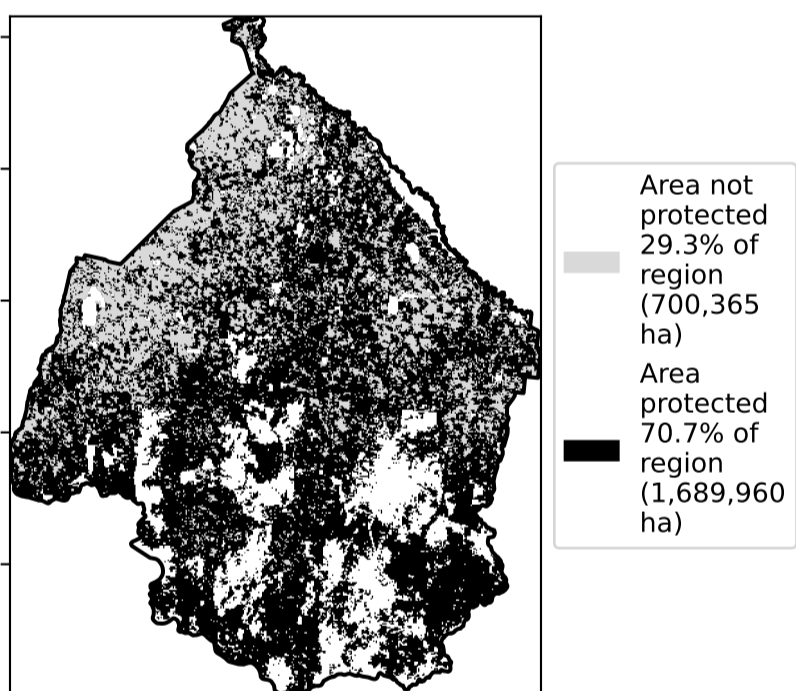 Area not
protected
29.3% of
region
(700,365
ha)
Area
protected
70.7% of
region
(1,689,960
ha)